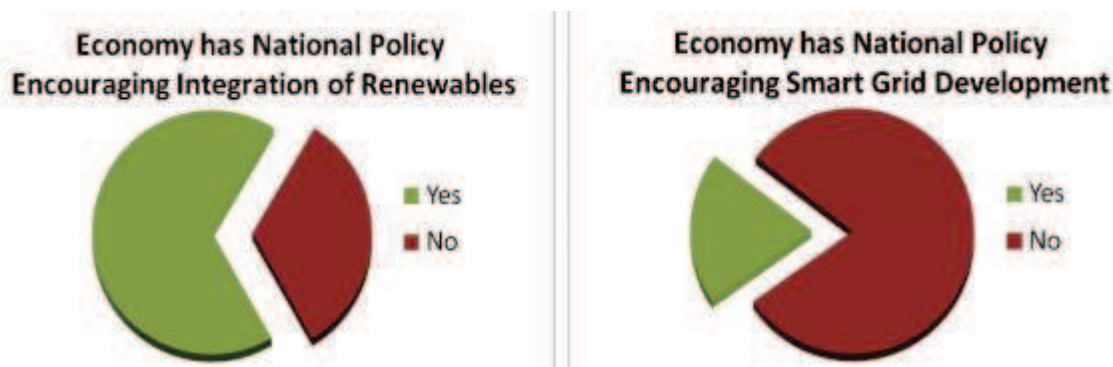 Economy has National Policy
Encouraging Integration of Renewables
Yes
No
Economy has National Policy
Encouraging Smart Grid Development
Yes
No